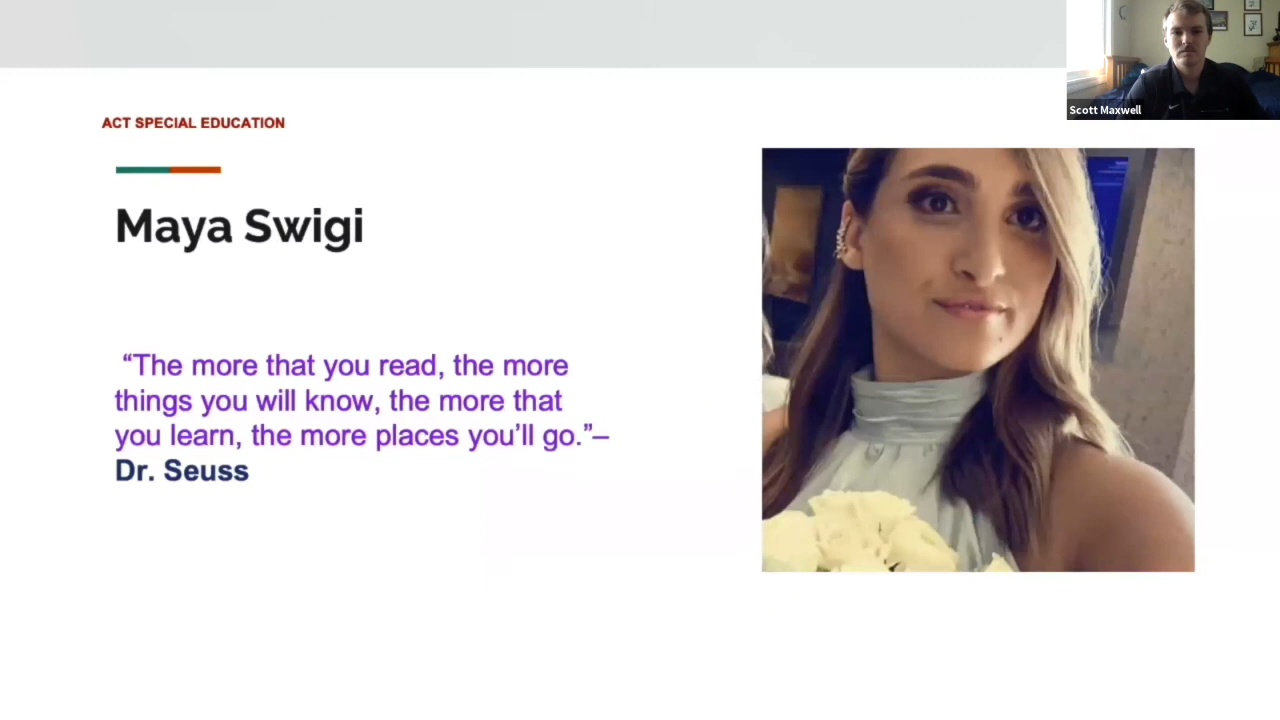 Scott Maxwell
ACT SPECIAL EDUCATION
Maya Swigi
“The more that you read, the more
things you will know, the more that
you learn, the more places you’ll go.”–
Dr. Seuss